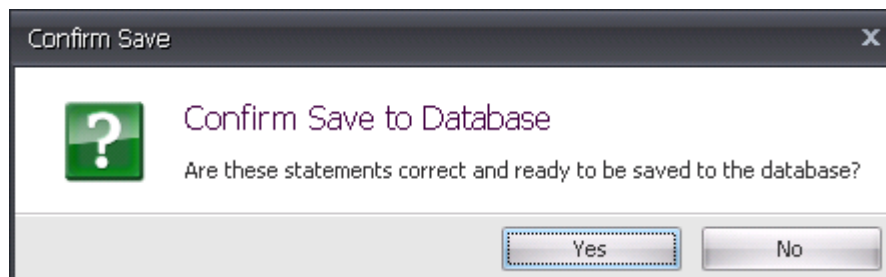 Confirm Save
x
?
Confirm Save to Database
Are these statements correct and ready to be saved to the database?
Yes No